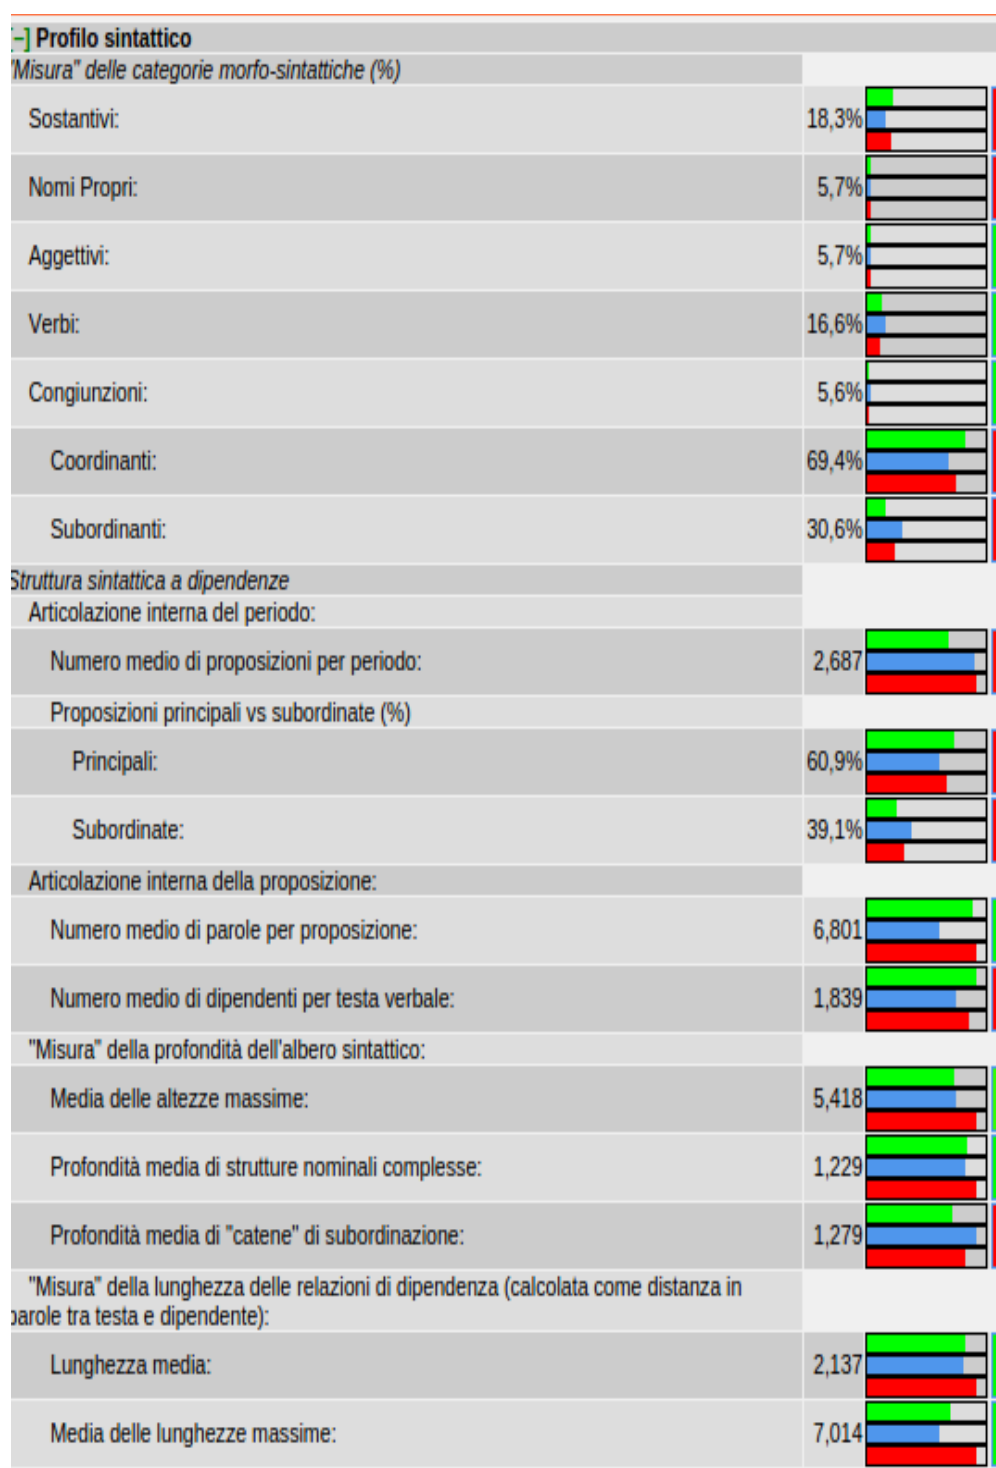 [−] Profilo sintattico
"Misura" delle categorie morfo-sintattiche (%)
Sostantivi: 18,3%
Nomi Propri: 5,7%
Aggettivi: 5,7%
Verbi: 16,6%
Congiunzioni: 5,6%
Coordinanti: 69,4%
Subordinanti: 30,6%
Struttura sintattica a dipendenze
Articolazione interna del periodo:
Numero medio di proposizioni per periodo: 2,687
Proposizioni principali vs subordinate (%)
Principali: 60,9%
Subordinate: 39,1%
Articolazione interna della proposizione:
Numero medio di parole per proposizione: 6,801
Numero medio di dipendenti per testa verbale: 1,839
"Misura" della profondità dell'albero sintattico:
Media delle altezze massime: 5,418
Profondità media di strutture nominali complesse: 1,229
Profondità media di "catene" di subordinazione: 1,279
"Misura" della lunghezza delle relazioni di dipendenza (calcolata come distanza in
parole tra testa e dipendente):
Lunghezza media: 2,137
Media delle lunghezze massime: 7,014